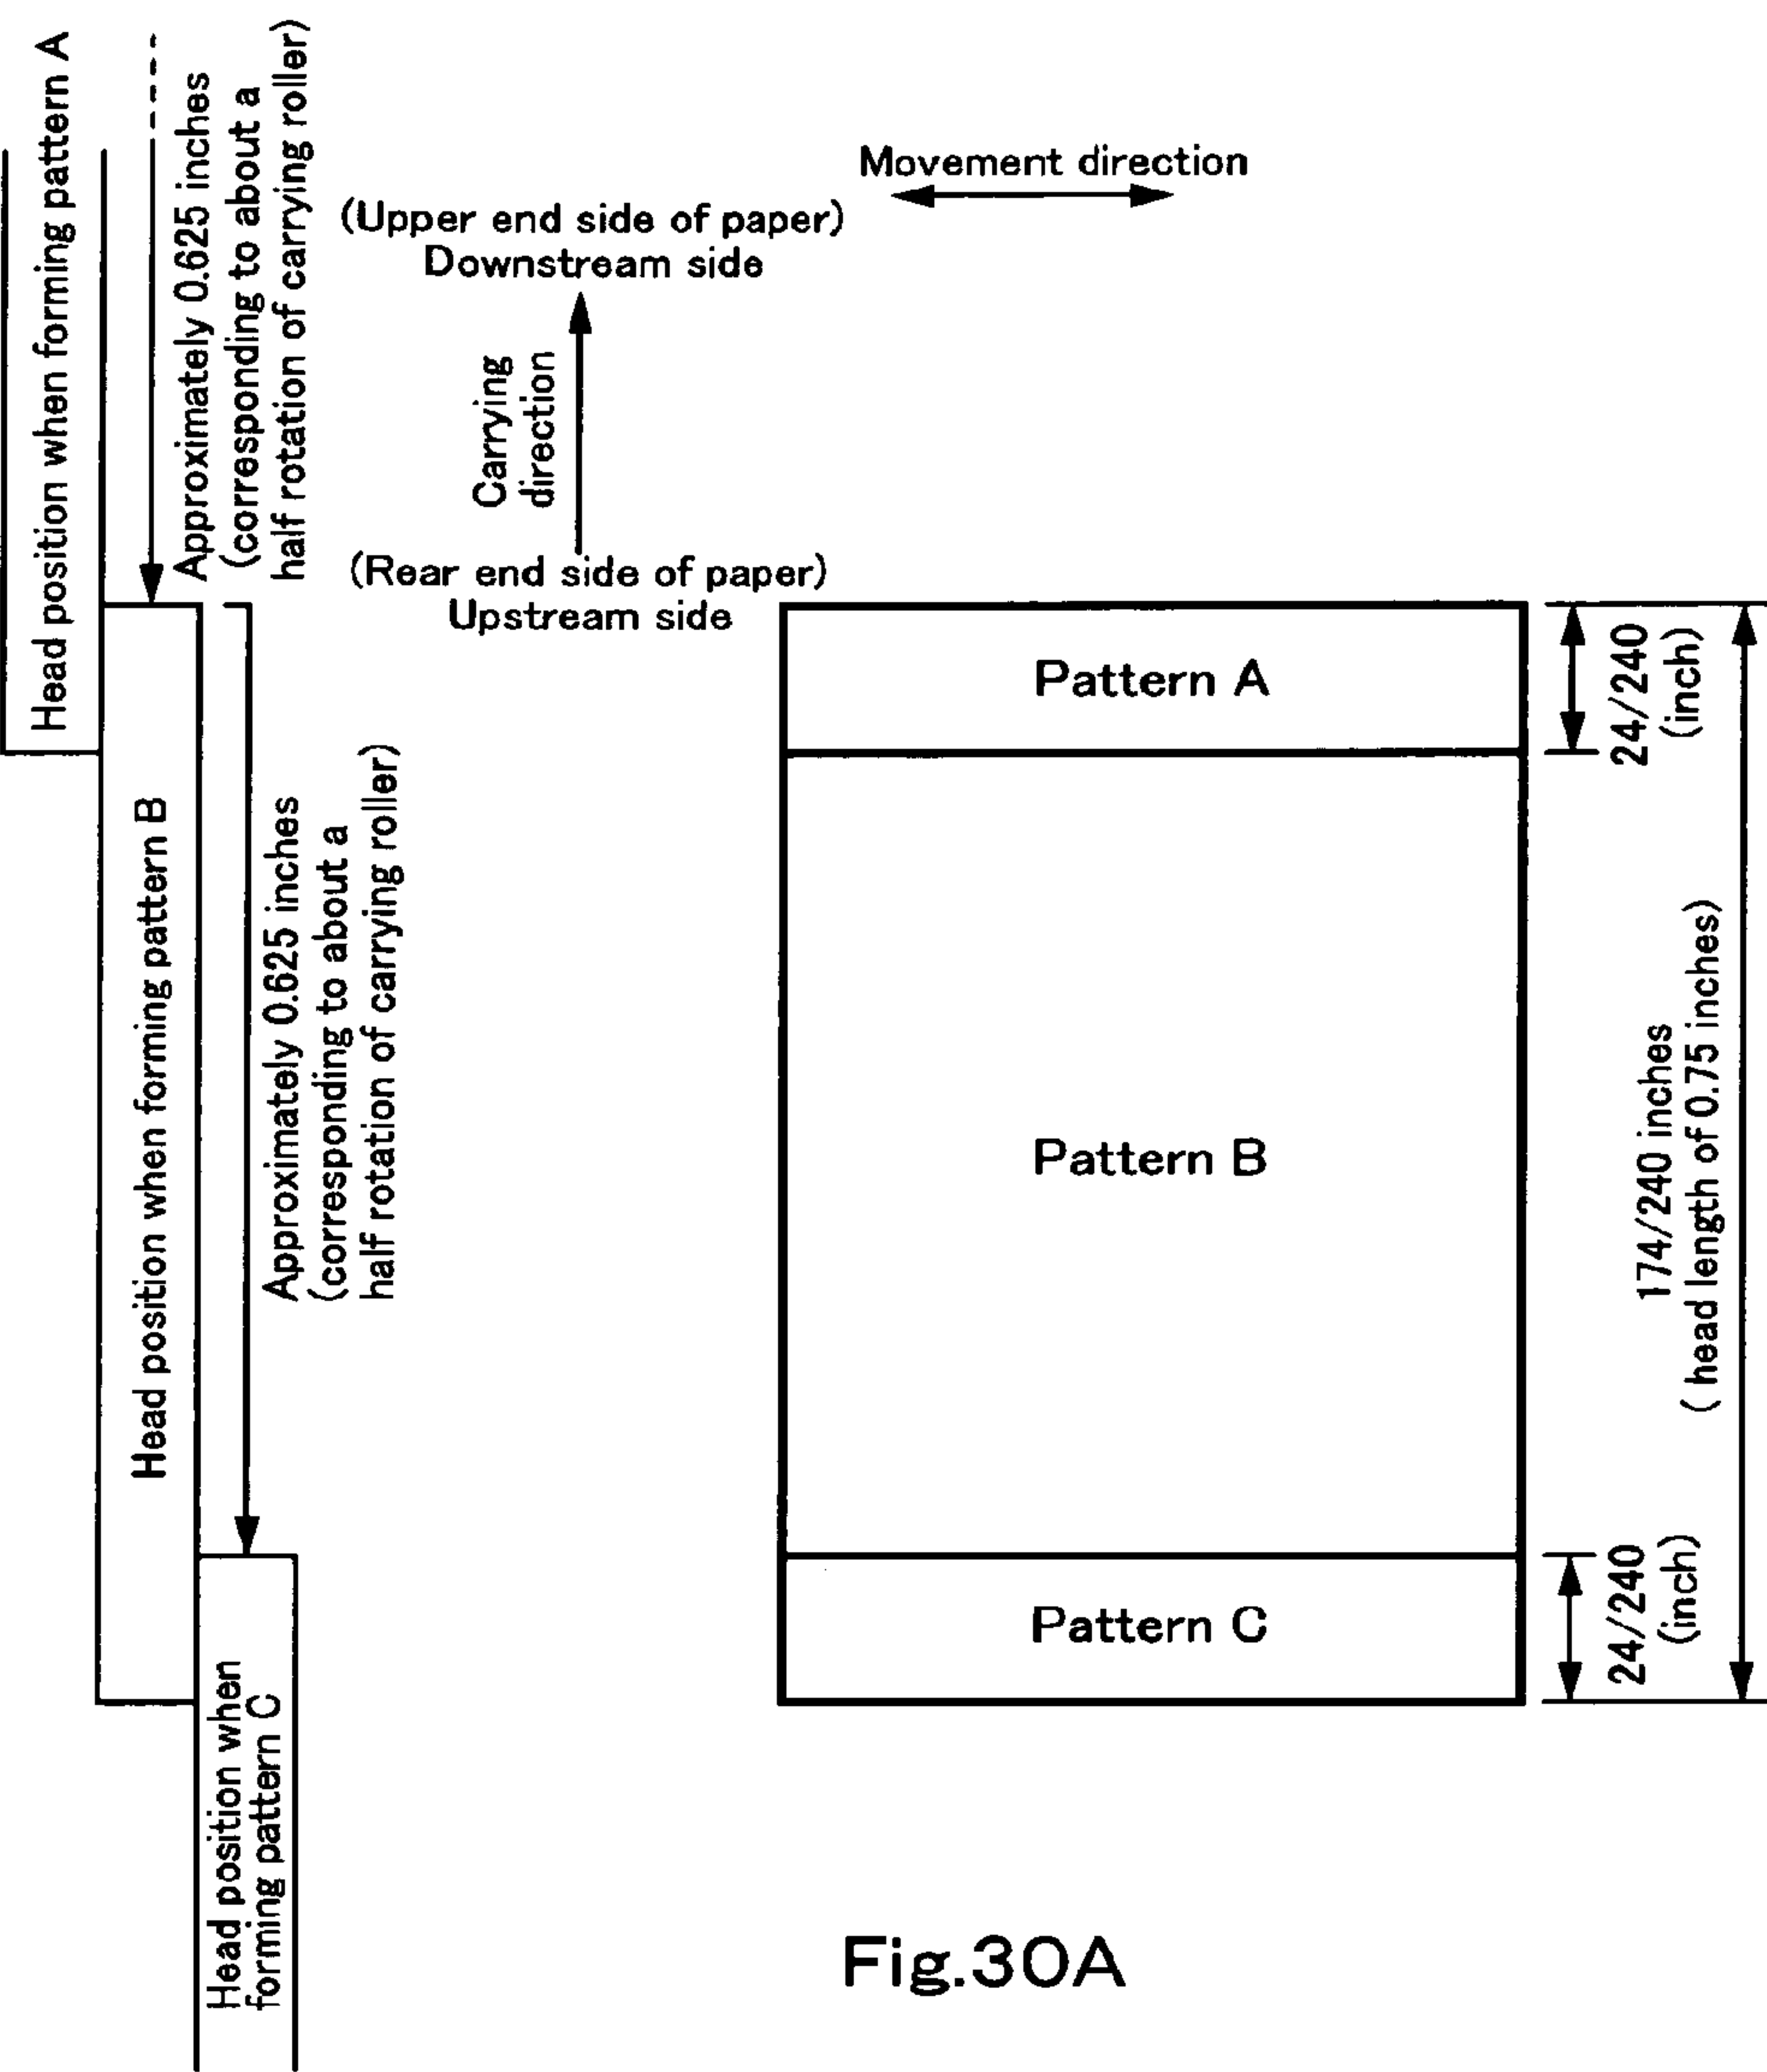 Head position when forming pattern A
Approximately 0.625 inches
(corresponding to about a
half rotation of carrying roller)
Movement direction
(Upper end side of paper)
Downstream side
Carrying
direction
(Rear end side of paper)
Upstream side
Head position when forming pattern B
Approximately 0.625 inches
(corresponding to about a
half rotation of carrying roller)
Head position when
forming pattern C
Pattern A
Pattern B
Pattern C
24/240
(inch)
174/240 inches
( head length of 0.75 inches)
24/240
(inch)
Fig.30A